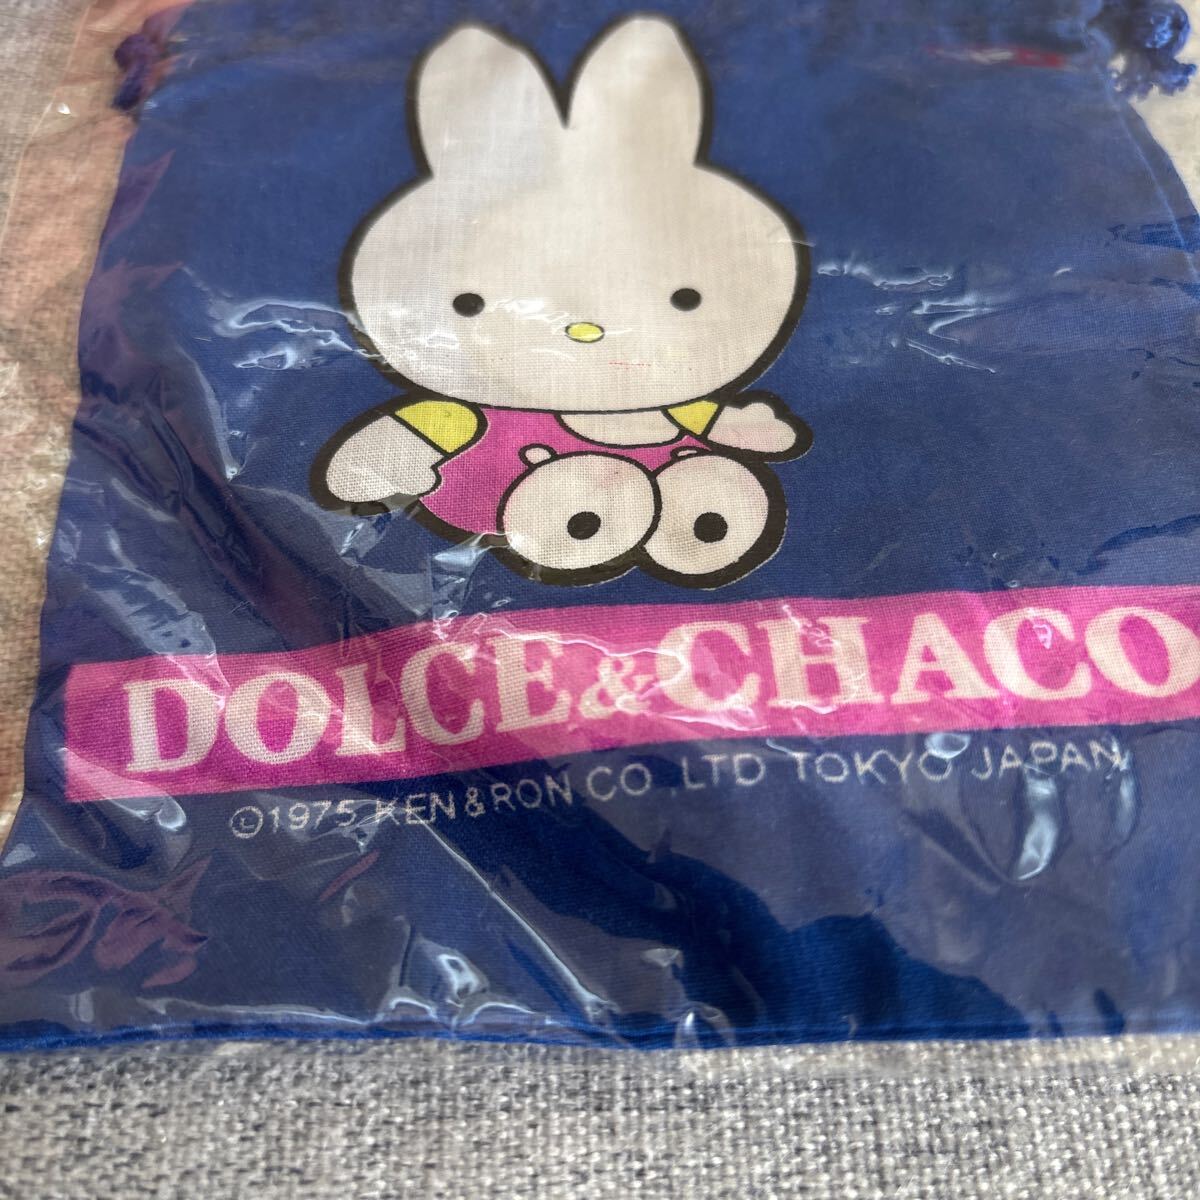 DOLCE&CHACO
©1975 KEN&RON CO .LTD TOKYO JAPAN